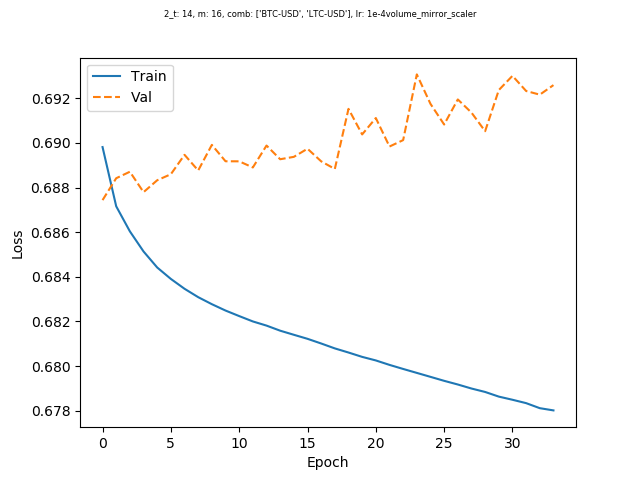 2_t: 14, m: 16, comb: ['BTC-USD', 'LTC-USD'], lr: 1e-4volume_mirror_scaler
Train
Val
0.692
0.690
0.688
0.686
0.684
0.682
0.680
0.678
Loss
0 5 10 15 20 25 30
Epoch